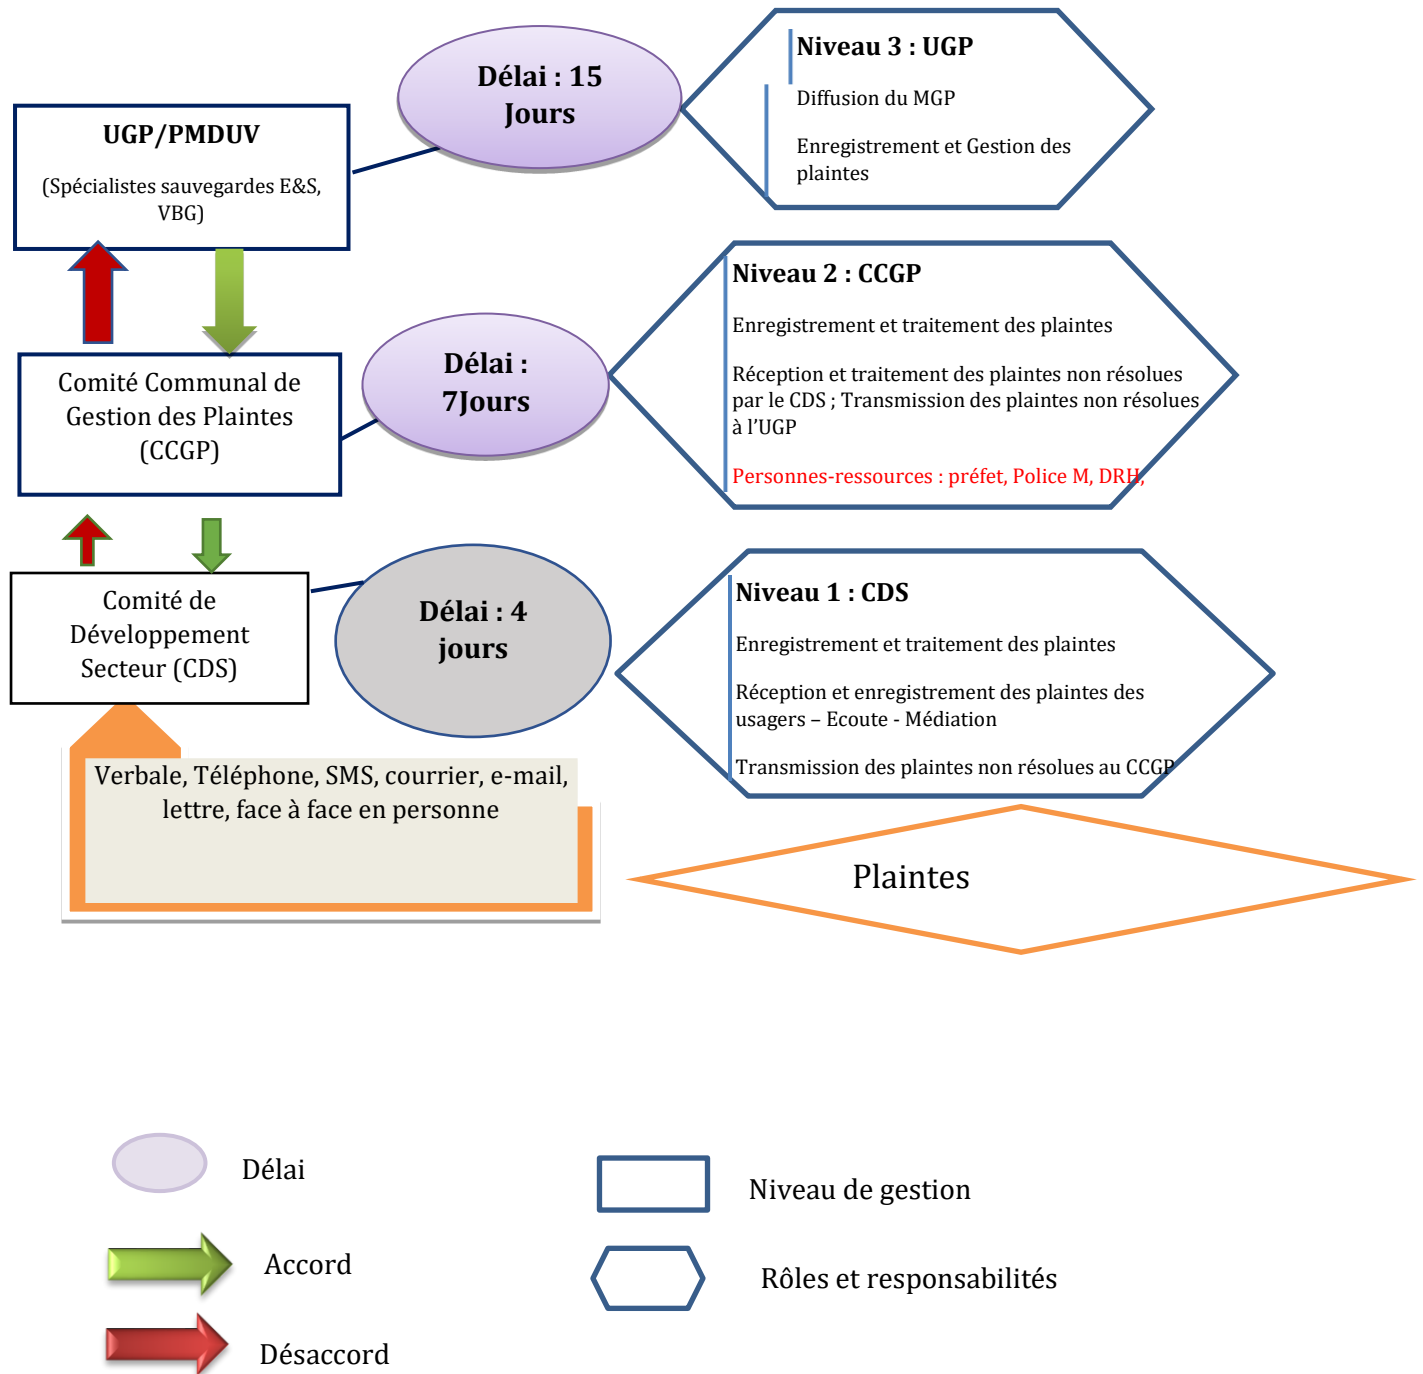 Délai : 15
Jours
Niveau 3 : UGP
Diffusion du MGP
Enregistrement et Gestion des
plaintes
UGP/PMDUV
(Spécialistes sauvegardes E&S,
VBG)
Niveau 2 : CCGP
Enregistrement et traitement des plaintes
Réception et traitement des plaintes non résolues
par le CDS ; Transmission des plaintes non résolues
à l’UGP
Personnes-ressources : préfet, Police M, DRH,
Délai :
7Jours
Comité Communal de
Gestion des Plaintes
(CCGP)
Niveau 1 : CDS
Enregistrement et traitement des plaintes
Réception et enregistrement des plaintes des
usagers – Ecoute - Médiation
Transmission des plaintes non résolues au CCGP
Délai : 4
jours
Comité de
Développement
Secteur (CDS)
Verbale, Téléphone, SMS, courrier, e-mail,
lettre, face à face en personne
Plaintes
Délai
Niveau de gestion
Accord
Rôles et responsabilités
Désaccord